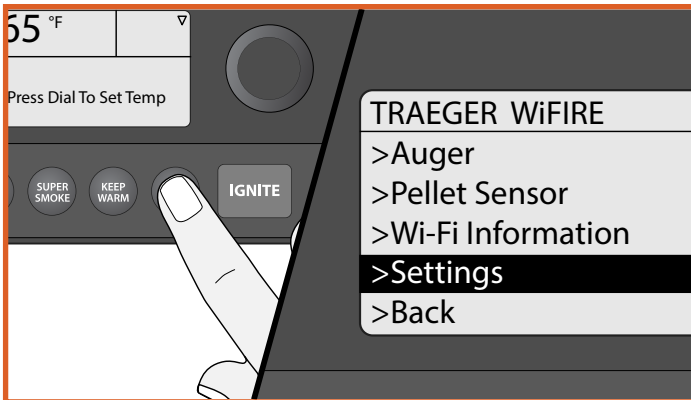 65 °F
Press Dial To Set Temp
SUPER
SMOKE
KEEP
WARM
IGNITE
TRAEGER WiFIRE
>Auger
>Pellet Sensor
>Wi-Fi Information
>Settings
>Back